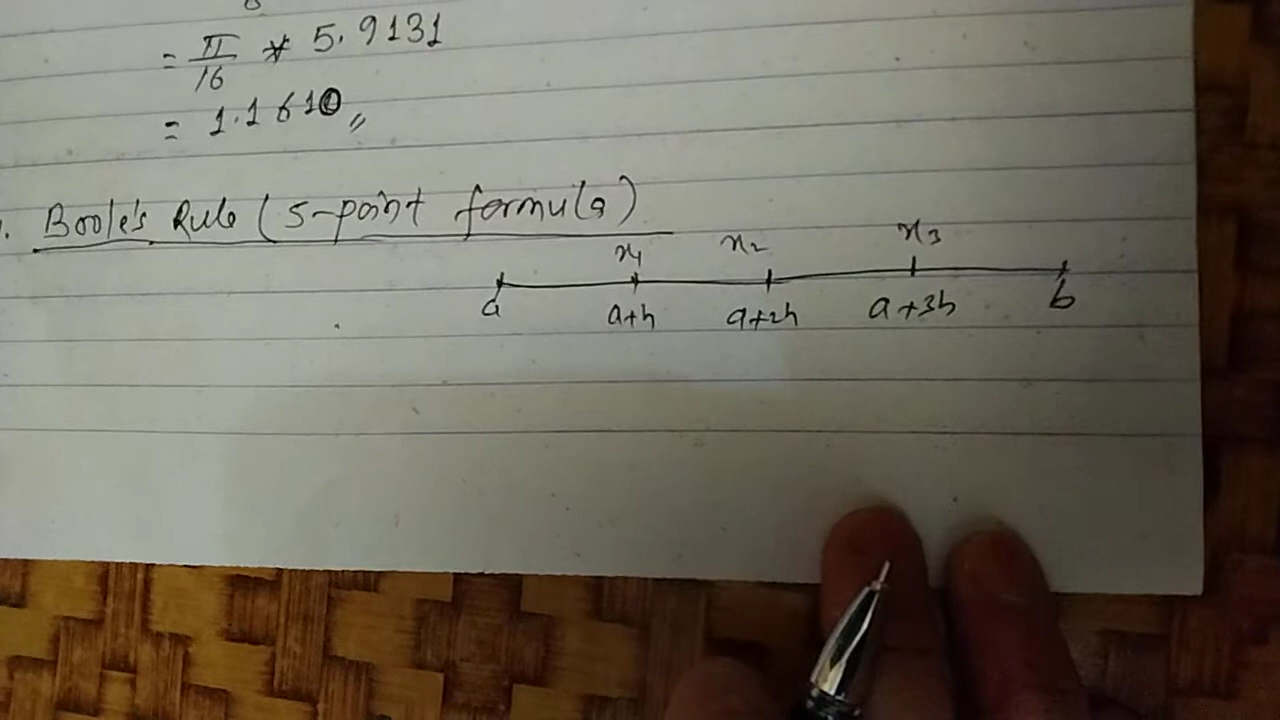 = π/16 * 5.9131
= 1.1610 //
. Boole's Rule (5-point formula)
x₁ x₂ x₃
a a+h a+2h a+3h b